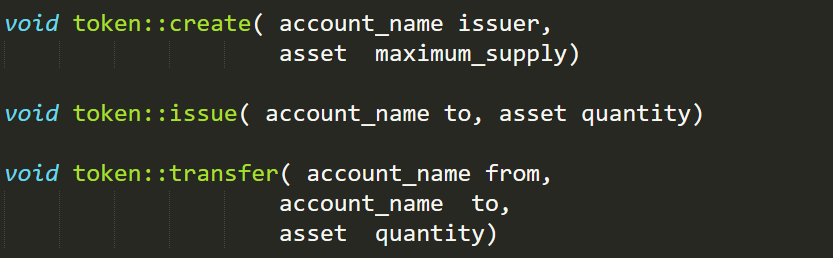 void token::create( account_name issuer,
asset  maximum_supply)
void token::issue( account_name to, asset quantity)
void token::transfer( account_name from,
account_name  to,
asset  quantity)